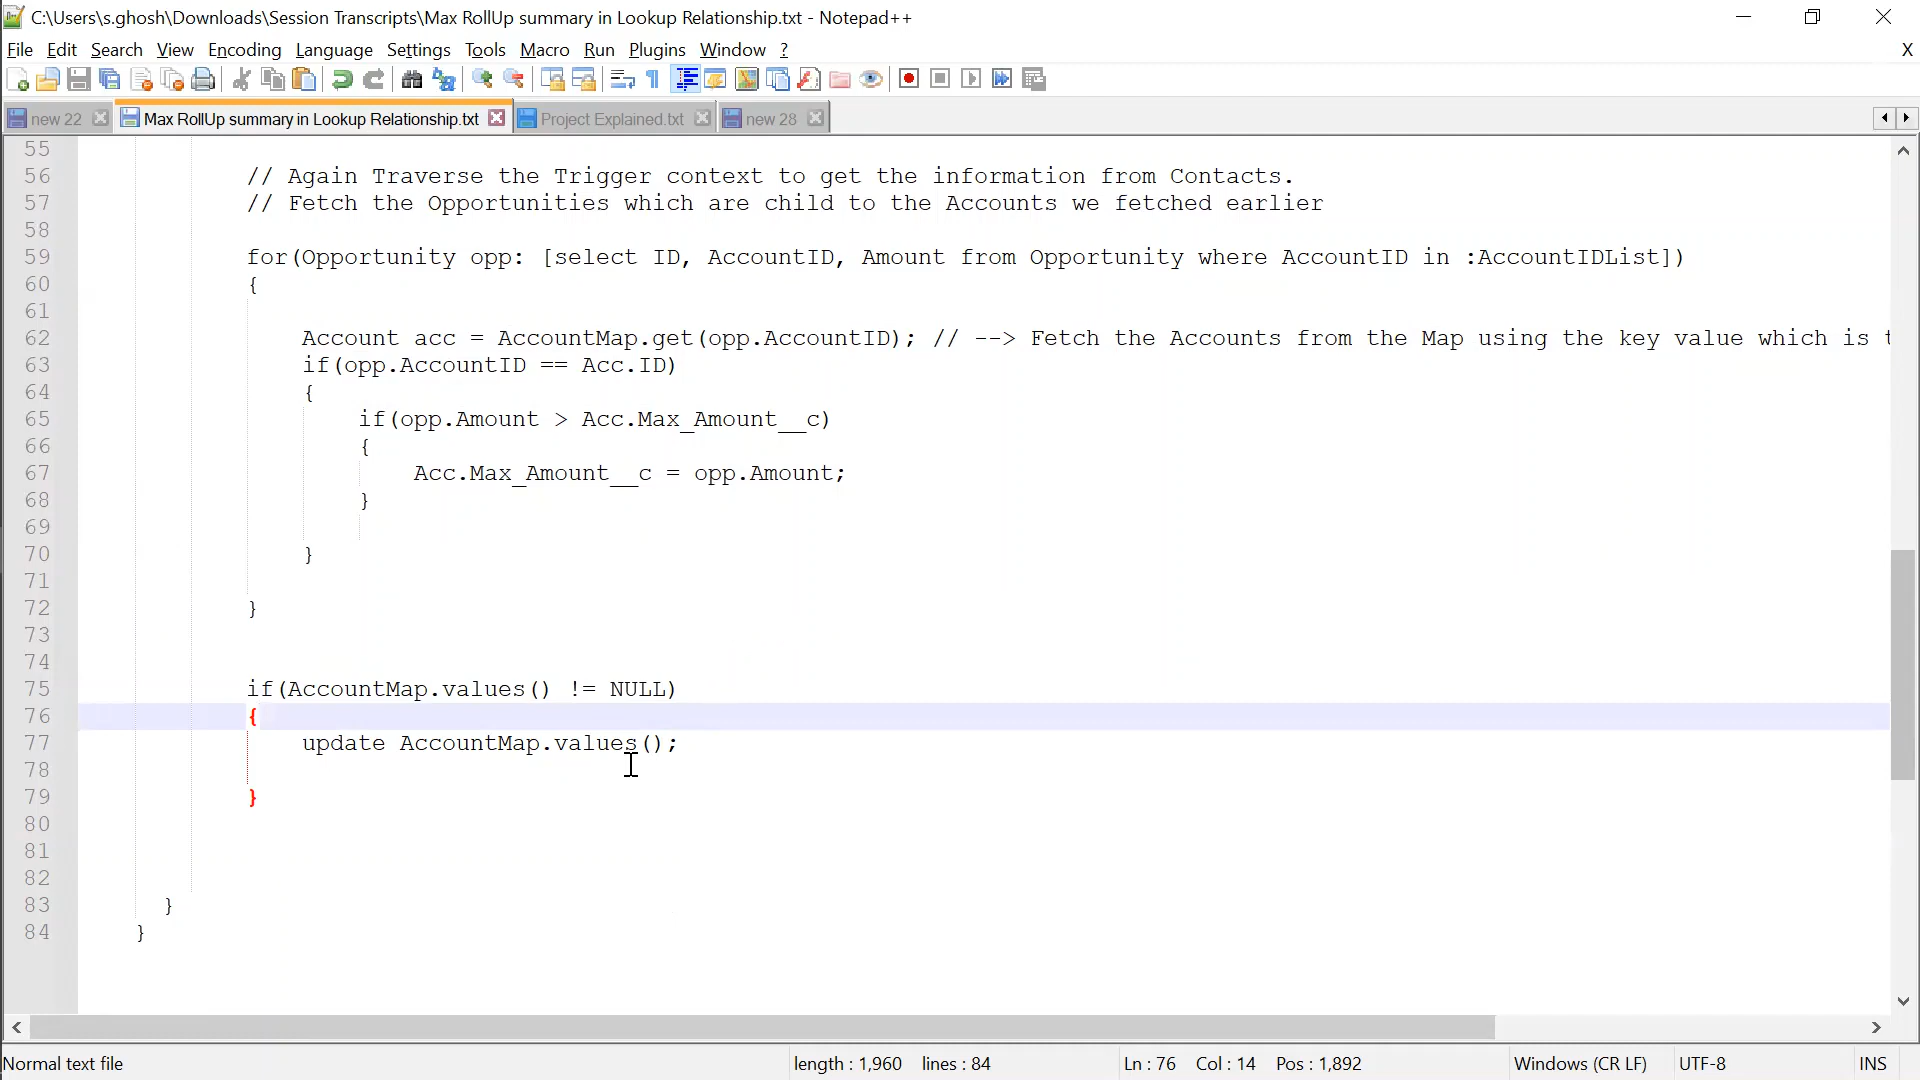 C:\Users\s.ghosh\Downloads\Session Transcripts\Max RollUp summary in Lookup Relationship.txt - Notepad++
File Edit Search View Encoding Language Settings Tools Macro Run Plugins Window ? X
new 22 Max RollUp summary in Lookup Relationship.txt Project Explained.txt new 28
55
56 // Again Traverse the Trigger context to get the information from Contacts.
57 // Fetch the Opportunities which are child to the Accounts we fetched earlier
58
59 for(Opportunity opp: [select ID, AccountID, Amount from Opportunity where AccountID in :AccountIDList])
60 {
61
62 Account acc = AccountMap.get(opp.AccountID); // --> Fetch the Accounts from the Map using the key value which is
63 if(opp.AccountID == Acc.ID)
64 {
65 if(opp.Amount > Acc.Max_Amount__c)
66 {
67 Acc.Max_Amount__c = opp.Amount;
68 }
69
70 }
71
72 }
73
74
75 if(AccountMap.values() != NULL)
76 {
77 update AccountMap.values();
78
79 }
80
81
82
83 }
84 }
Normal text file length : 1,960 lines : 84 Ln : 76 Col : 14 Pos : 1,892 Windows (CR LF) UTF-8 INS